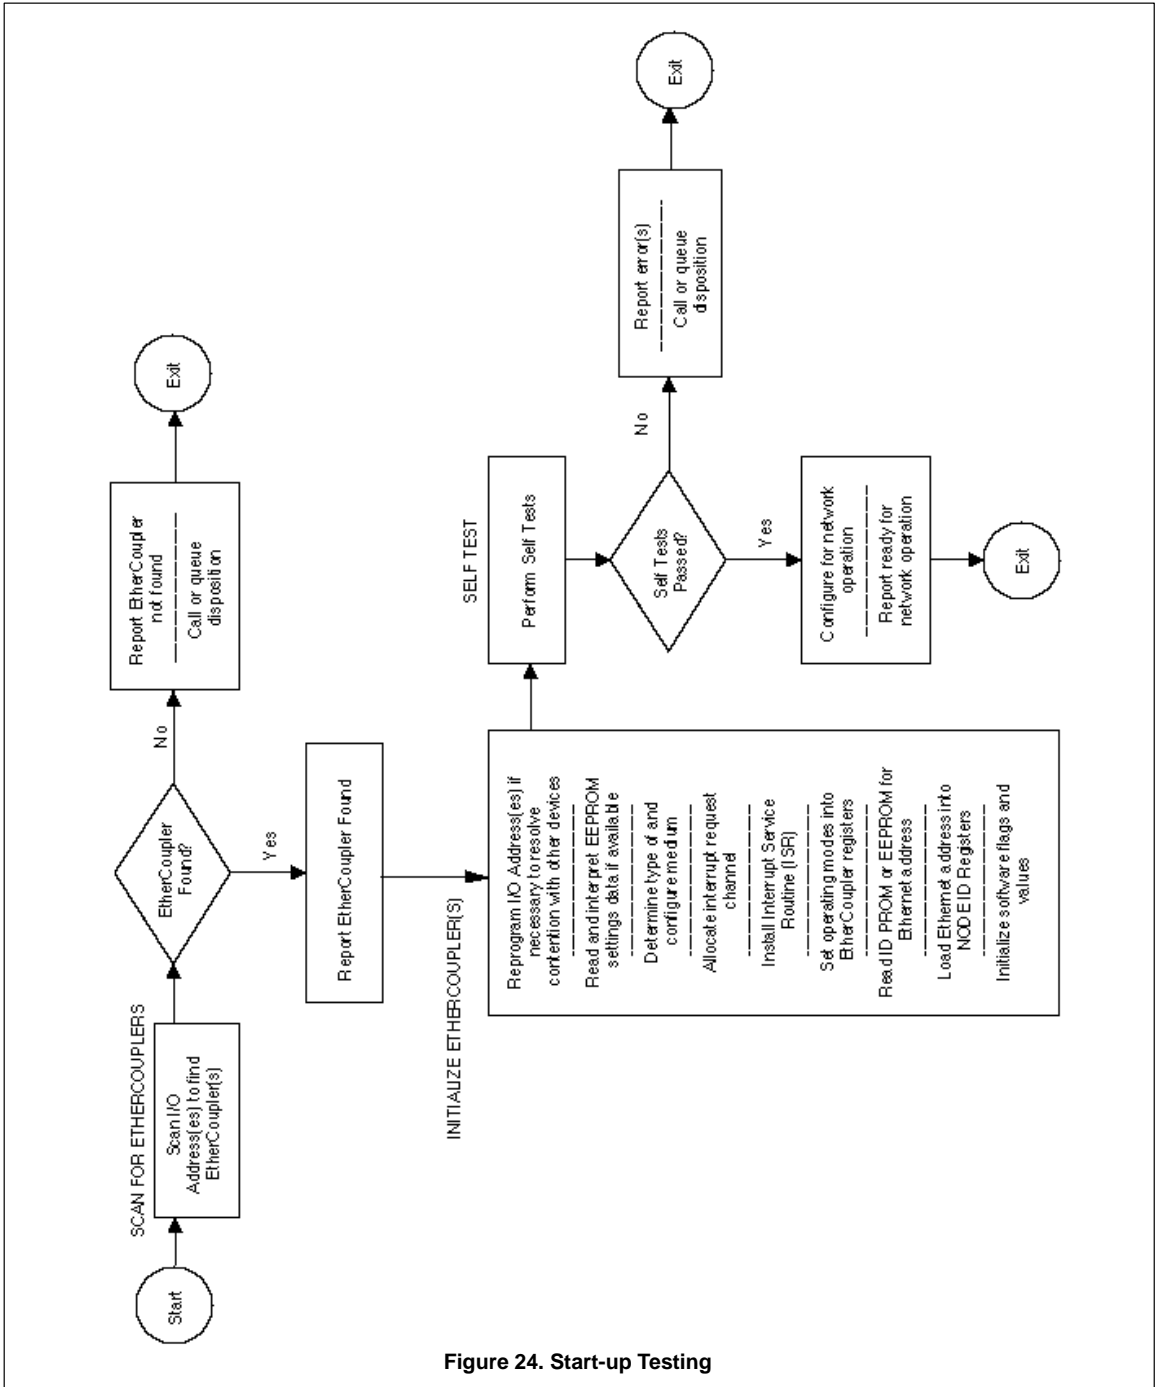 Start
SCAN FOR ETHERCOUPLERS
Scan I/O
Address(es) to find
EtherCoupler(s)
EtherCoupler
Found?
No
Report EtherCoupler
not found
Call or queue
disposition
Exit
Yes
Report EtherCoupler Found
INITIALIZE ETHERCOUPLER(S)
Reprogram I/O Address(es) if
necessary to resolve
contention with other devices
Read and interpret EEPROM
settings data if available
Determine type of and
configure medium
Allocate interrupt request
channel
Install Interrupt Service
Routine (ISR)
Set operating modes into
EtherCoupler registers
Read ID PROM or EEPROM for
Ethernet address
Load Ethernet address into
NODE ID Registers
Initialize software flags and
values
SELF TEST
Perform Self Tests
Self Tests
Passed?
No
Report error(s)
Call or queue
disposition
Exit
Yes
Configure for network
operation
Report ready for
network operation
Exit
Figure 24. Start-up Testing